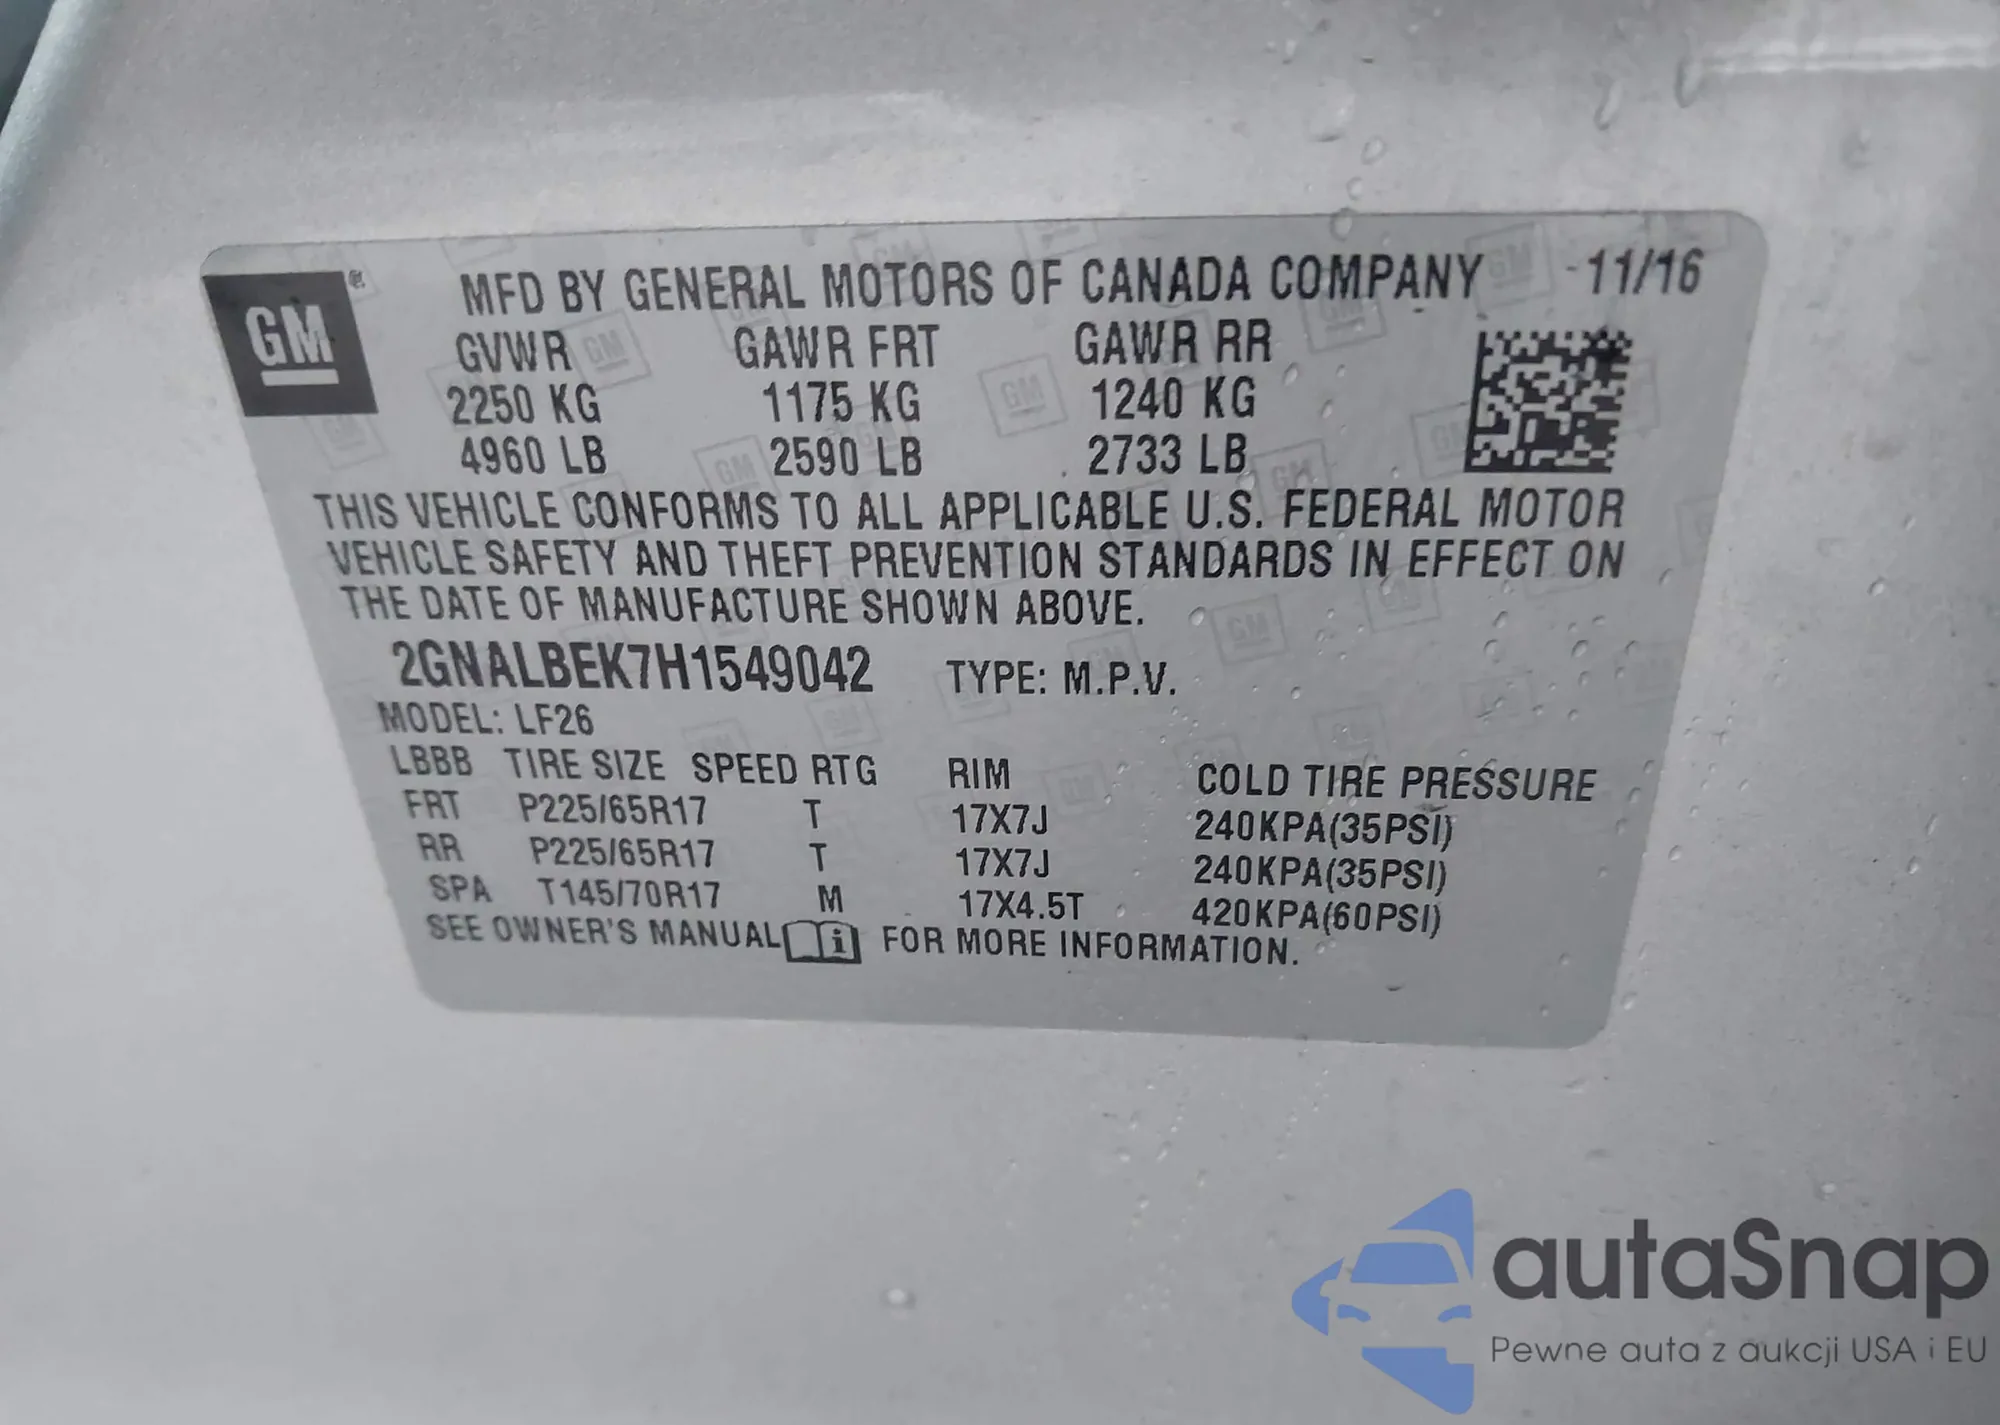 GM ® MFD BY GENERAL MOTORS OF CANADA COMPANY 11/16
GVWR GAWR FRT GAWR RR
2250 KG 1175 KG 1240 KG
4960 LB 2590 LB 2733 LB
THIS VEHICLE CONFORMS TO ALL APPLICABLE U.S. FEDERAL MOTOR
VEHICLE SAFETY AND THEFT PREVENTION STANDARDS IN EFFECT ON
THE DATE OF MANUFACTURE SHOWN ABOVE.
2GNALBEK7H1549042 TYPE: M.P.V.
MODEL: LF26
LBBB TIRE SIZE SPEED RTG RIM COLD TIRE PRESSURE
FRT P225/65R17 T 17X7J 240KPA(35PSI)
RR P225/65R17 T 17X7J 240KPA(35PSI)
SPA T145/70R17 M 17X4.5T 420KPA(60PSI)
SEE OWNER'S MANUAL i FOR MORE INFORMATION.
autaSnap
Pewne auta z aukcji USA i EU